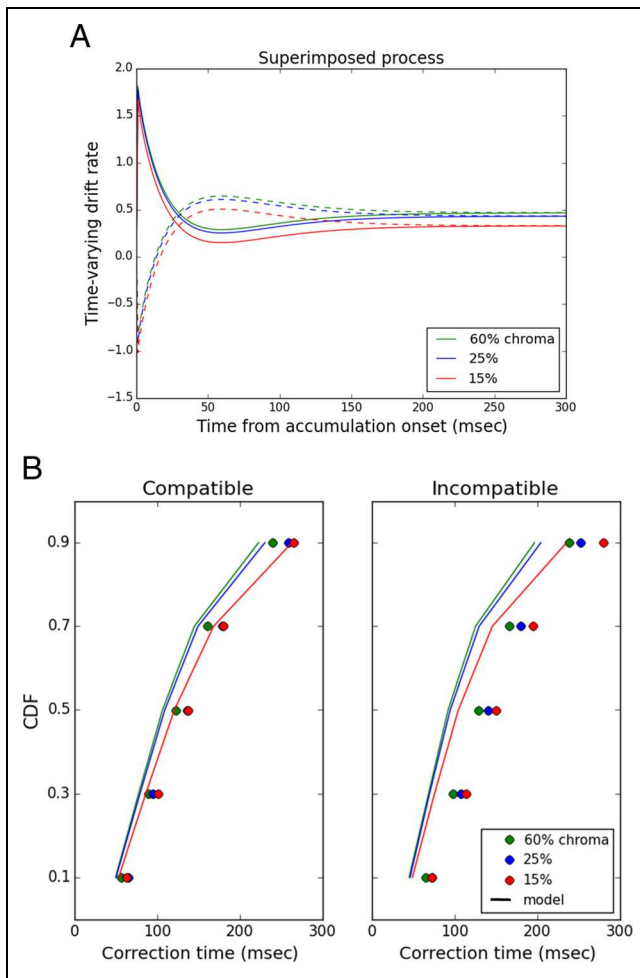 A
Superimposed process
2.0
1.5
1.0
0.5
0.0
−0.5
−1.0
−1.5
Time-varying drift rate
0
50
100
150
200
250
300
Time from accumulation onset (msec)
60% chroma
25%
15%
B
Compatible
Incompatible
CDF
0.9
0.7
0.5
0.3
0.1
0
100
200
300
Correction time (msec)
0
100
200
300
Correction time (msec)
60% chroma
25%
15%
model